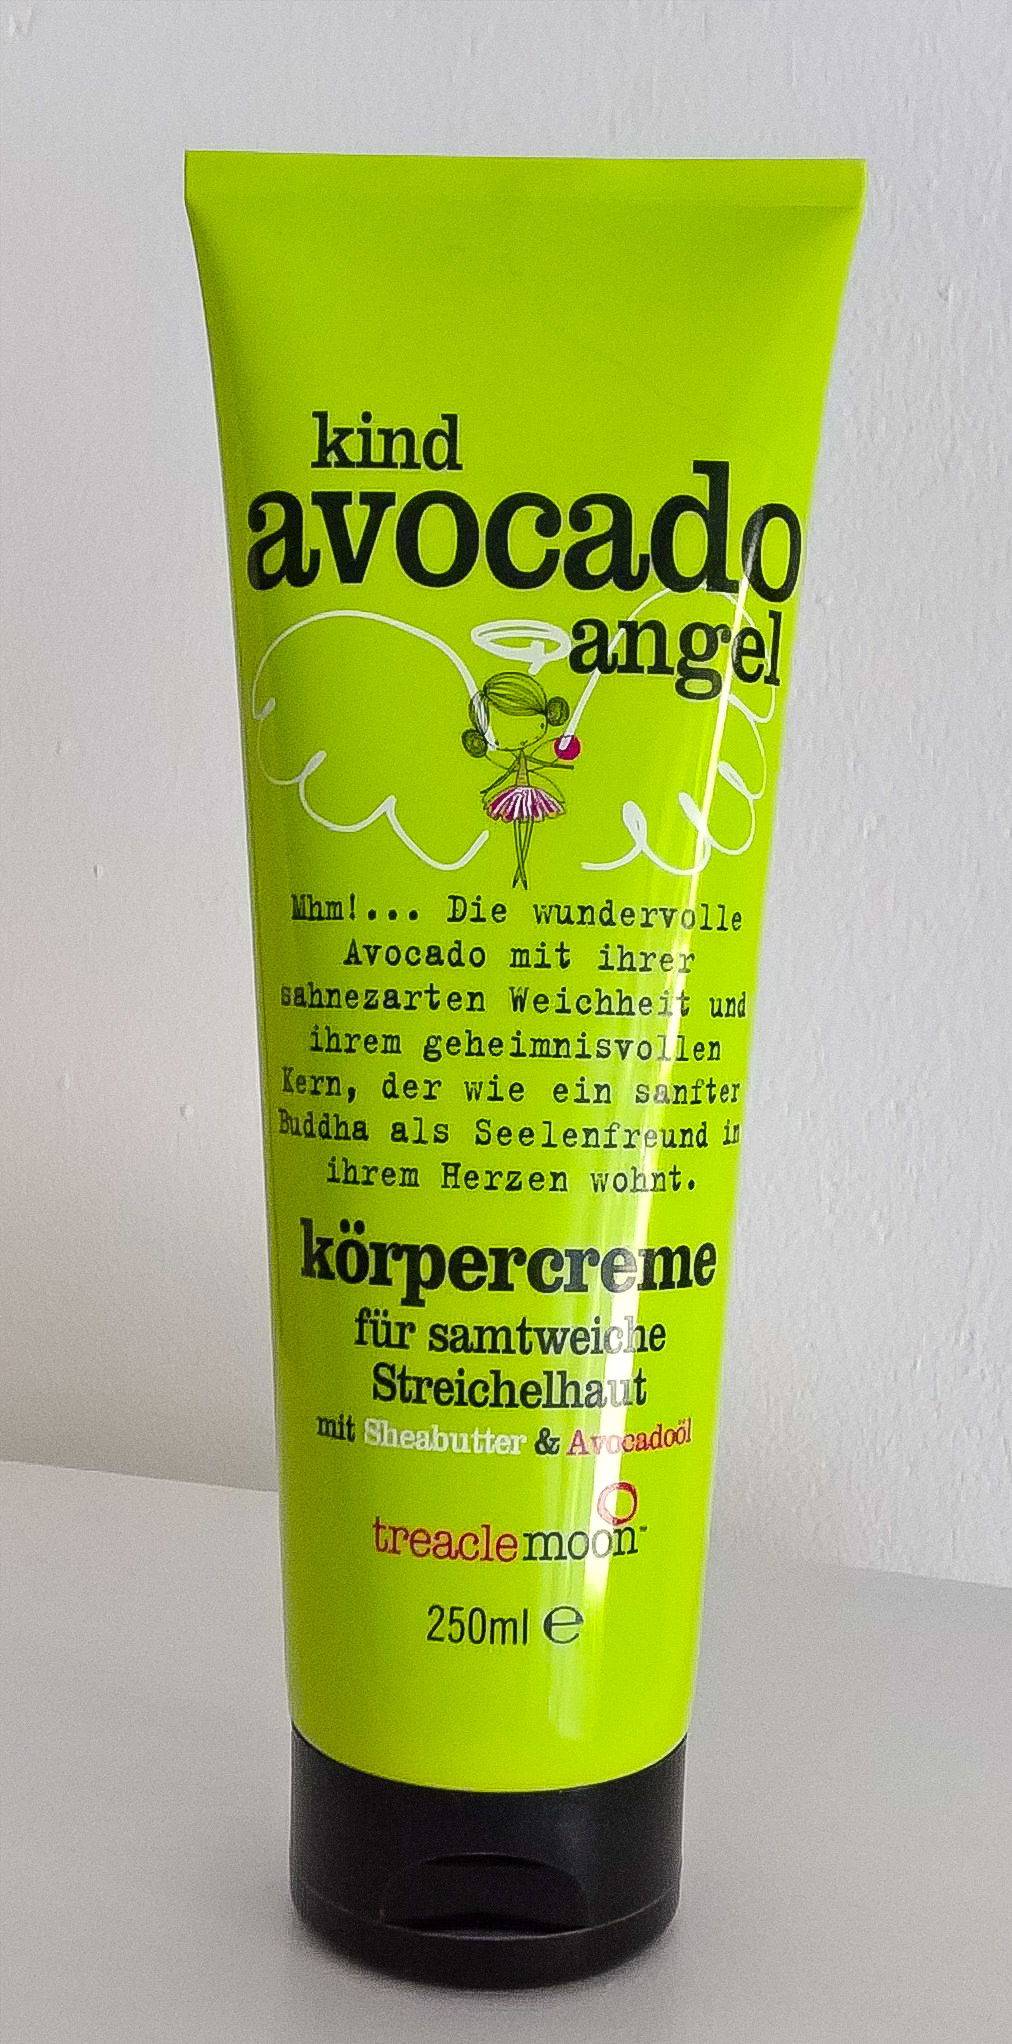 kind
avocado
angel
Mhm!... Die wundervolle
Avocado mit ihrer
sahnezarten Weichheit und
ihrem geheimnisvollen
Kern, der wie ein sanfter
Buddha als Seelenfreund in
ihrem Herzen wohnt.
körpercreme
für samtweiche
Streichelhaut
mit Sheabutter & Avocadoöl
treaclemoon™
250ml ℮